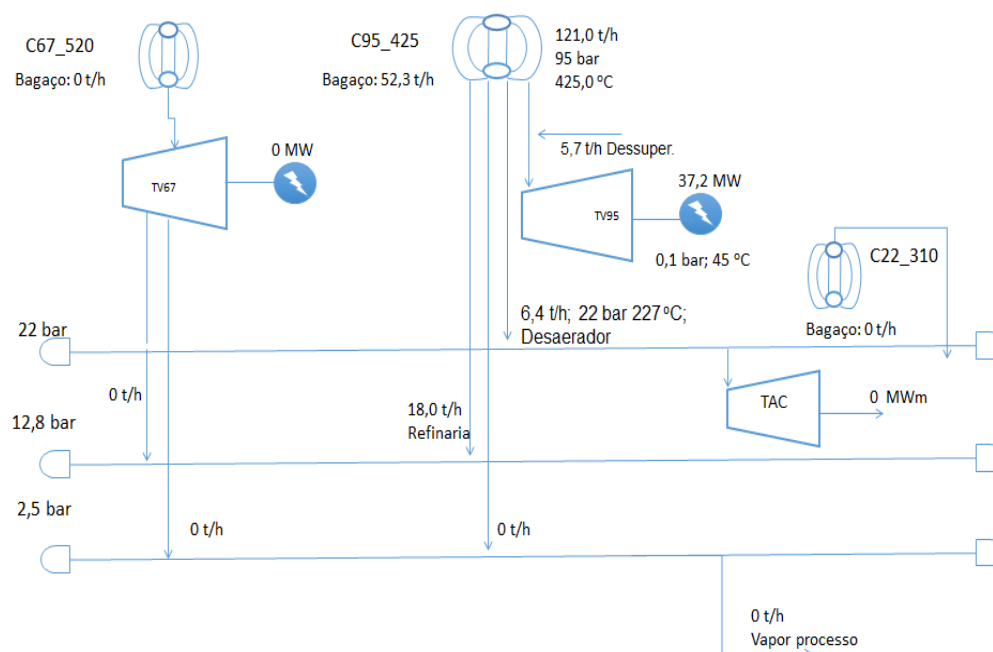 C67_520
Bagaço: 0 t/h
C95_425
Bagaço: 52,3 t/h
121,0 t/h
95 bar
425,0 ºC
5,7 t/h Dessuper.
0 MW
TV67
37,2 MW
TV95
0,1 bar; 45 ºC
C22_310
Bagaço: 0 t/h
6,4 t/h; 22 bar 227ºC;
Desaerador
22 bar
0 t/h
18,0 t/h
Refinaria
TAC
0 MWm
12,8 bar
2,5 bar
0 t/h
0 t/h
0 t/h
Vapor processo